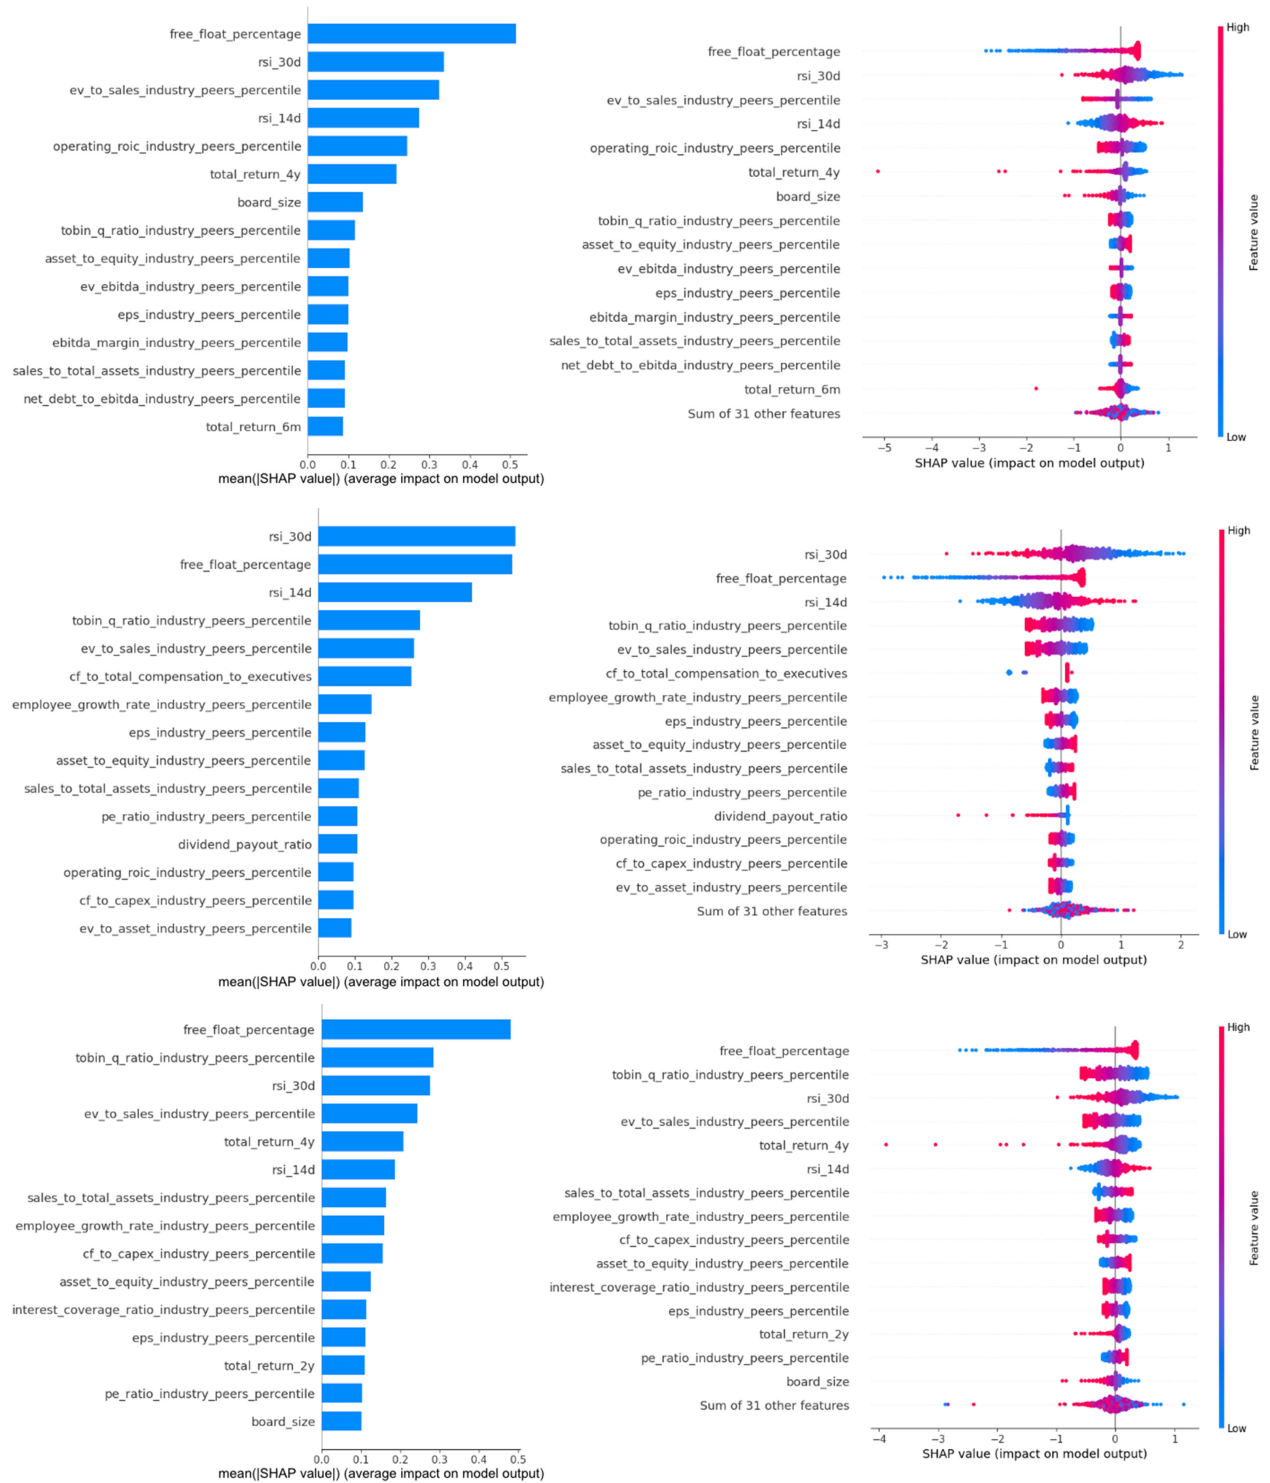 free_float_percentage
rsi_30d
ev_to_sales_industry_peers_percentile
rsi_14d
operating_roic_industry_peers_percentile
total_return_4y
board_size
tobin_q_ratio_industry_peers_percentile
asset_to_equity_industry_peers_percentile
ev_ebitda_industry_peers_percentile
eps_industry_peers_percentile
ebitda_margin_industry_peers_percentile
sales_to_total_assets_industry_peers_percentile
net_debt_to_ebitda_industry_peers_percentile
total_return_6m
0.0 0.1 0.2 0.3 0.4 0.5
mean(|SHAP value|) (average impact on model output)
High
free_float_percentage
rsi_30d
ev_to_sales_industry_peers_percentile
rsi_14d
operating_roic_industry_peers_percentile
total_return_4y
board_size
tobin_q_ratio_industry_peers_percentile
asset_to_equity_industry_peers_percentile
ev_ebitda_industry_peers_percentile
eps_industry_peers_percentile
ebitda_margin_industry_peers_percentile
sales_to_total_assets_industry_peers_percentile
net_debt_to_ebitda_industry_peers_percentile
total_return_6m
Sum of 31 other features
Low
Feature value
−5 −4 −3 −2 −1 0 1
SHAP value (impact on model output)
rsi_30d
free_float_percentage
rsi_14d
tobin_q_ratio_industry_peers_percentile
ev_to_sales_industry_peers_percentile
cf_to_total_compensation_to_executives
employee_growth_rate_industry_peers_percentile
eps_industry_peers_percentile
asset_to_equity_industry_peers_percentile
sales_to_total_assets_industry_peers_percentile
pe_ratio_industry_peers_percentile
dividend_payout_ratio
operating_roic_industry_peers_percentile
cf_to_capex_industry_peers_percentile
ev_to_asset_industry_peers_percentile
0.0 0.1 0.2 0.3 0.4 0.5
mean(|SHAP value|) (average impact on model output)
High
rsi_30d
free_float_percentage
rsi_14d
tobin_q_ratio_industry_peers_percentile
ev_to_sales_industry_peers_percentile
cf_to_total_compensation_to_executives
employee_growth_rate_industry_peers_percentile
eps_industry_peers_percentile
asset_to_equity_industry_peers_percentile
sales_to_total_assets_industry_peers_percentile
pe_ratio_industry_peers_percentile
dividend_payout_ratio
operating_roic_industry_peers_percentile
cf_to_capex_industry_peers_percentile
ev_to_asset_industry_peers_percentile
Sum of 31 other features
Low
Feature value
−3 −2 −1 0 1 2
SHAP value (impact on model output)
free_float_percentage
tobin_q_ratio_industry_peers_percentile
rsi_30d
ev_to_sales_industry_peers_percentile
total_return_4y
rsi_14d
sales_to_total_assets_industry_peers_percentile
employee_growth_rate_industry_peers_percentile
cf_to_capex_industry_peers_percentile
asset_to_equity_industry_peers_percentile
interest_coverage_ratio_industry_peers_percentile
eps_industry_peers_percentile
total_return_2y
pe_ratio_industry_peers_percentile
board_size
0.0 0.1 0.2 0.3 0.4 0.5
mean(|SHAP value|) (average impact on model output)
High
free_float_percentage
tobin_q_ratio_industry_peers_percentile
rsi_30d
ev_to_sales_industry_peers_percentile
total_return_4y
rsi_14d
sales_to_total_assets_industry_peers_percentile
employee_growth_rate_industry_peers_percentile
cf_to_capex_industry_peers_percentile
asset_to_equity_industry_peers_percentile
interest_coverage_ratio_industry_peers_percentile
eps_industry_peers_percentile
total_return_2y
pe_ratio_industry_peers_percentile
board_size
Sum of 31 other features
Low
Feature value
−4 −3 −2 −1 0 1
SHAP value (impact on model output)